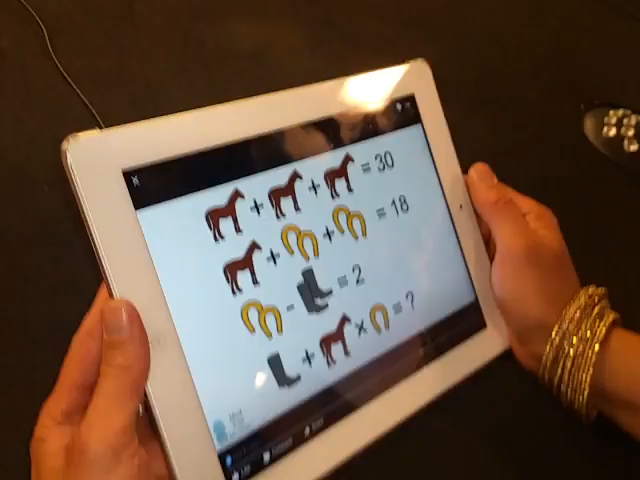 + + = 30
+ + = 18
- = 2
+ × = ?